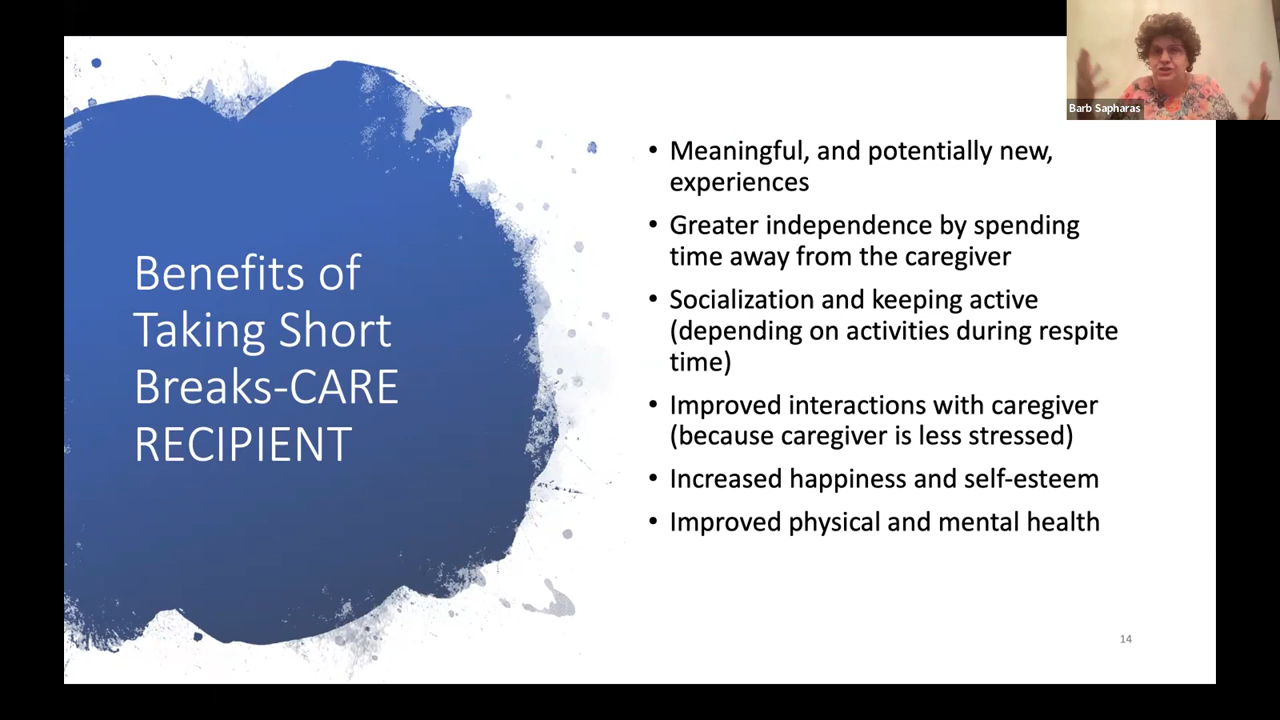 Barb Sapharas
Benefits of
Taking Short
Breaks-CARE
RECIPIENT
• Meaningful, and potentially new,
experiences
• Greater independence by spending
time away from the caregiver
• Socialization and keeping active
(depending on activities during respite
time)
• Improved interactions with caregiver
(because caregiver is less stressed)
• Increased happiness and self-esteem
• Improved physical and mental health
14